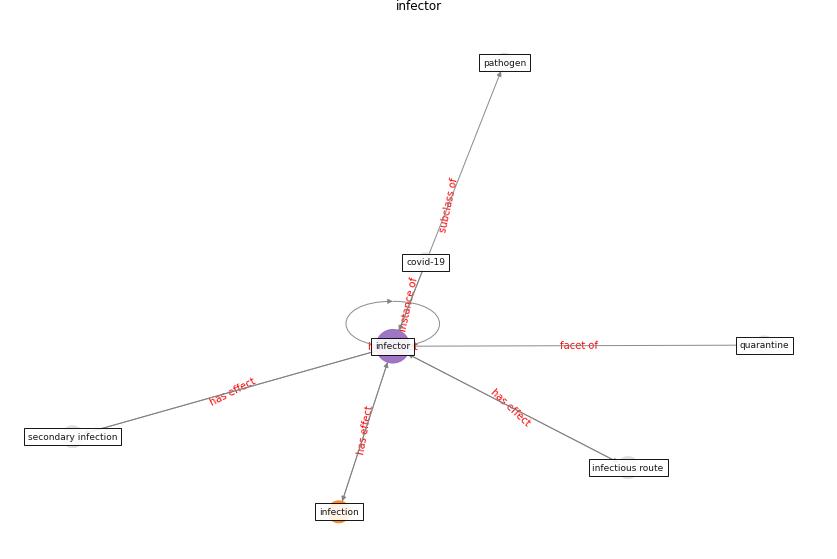 infector
pathogen
subclass of
covid-19
instance of
infector
facet of
quarantine
has effect
has effect
has effect
secondary infection
infectious route
infection